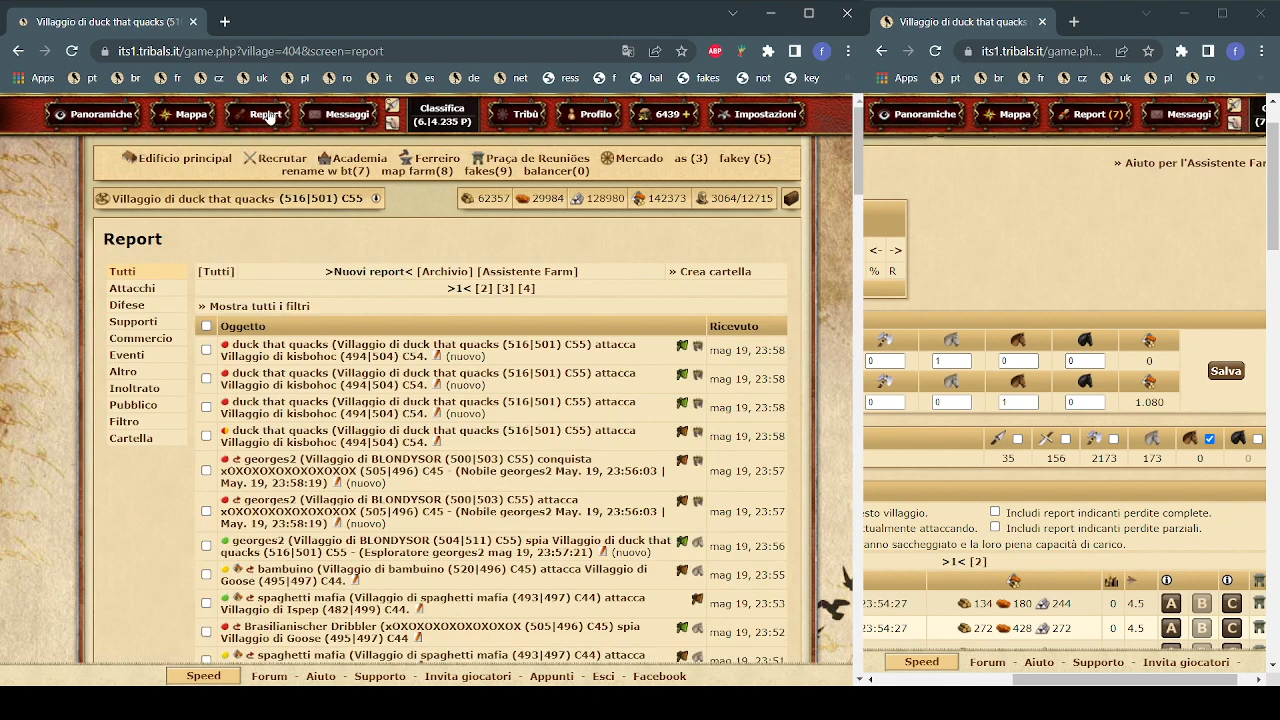 Villaggio di duck that quacks (51
its1.tribals.it/game.php?village=404&screen=report
ABP
f
Apps pt br fr cz uk pl ro it es de net ress f bal fakes not key
Panoramiche Mappa Report Messaggi Classifica (6.|4.235 P) Tribù Profilo 6439 + Impostazioni
Edificio principal Recrutar Academia Ferreiro Praça de Reuniões Mercado as (3) fakey (5)
rename w bt(7) map farm(8) fakes(9) balancer(0)
Villaggio di duck that quacks (516|501) C55 62357 29984 128980 142373 3064/12715
Report
Tutti
Attacchi
Difese
Supporti
Commercio
Eventi
Altro
Inoltrato
Pubblico
Filtro
Cartella
[Tutti] >Nuovi report< [Archivio] [Assistente Farm] » Crea cartella
>1< [2] [3] [4]
» Mostra tutti i filtri
Oggetto Ricevuto
duck that quacks (Villaggio di duck that quacks (516|501) C55) attacca
Villaggio di kisbohoc (494|504) C54. (nuovo) mag 19, 23:58
duck that quacks (Villaggio di duck that quacks (516|501) C55) attacca
Villaggio di kisbohoc (494|504) C54. (nuovo) mag 19, 23:58
duck that quacks (Villaggio di duck that quacks (516|501) C55) attacca
Villaggio di kisbohoc (494|504) C54. (nuovo) mag 19, 23:58
duck that quacks (Villaggio di duck that quacks (516|501) C55) attacca
Villaggio di kisbohoc (494|504) C54. mag 19, 23:58
georges2 (Villaggio di BLONDYSOR (500|503) C55) conquista
xOXOXOXOXOXOXOX (505|496) C45 - (Nobile georges2 May. 19, 23:56:03 | mag 19, 23:57
May. 19, 23:58:19) (nuovo)
georges2 (Villaggio di BLONDYSOR (500|503) C55) attacca
xOXOXOXOXOXOXOX (505|496) C45 - (Nobile georges2 May. 19, 23:56:03 | mag 19, 23:57
May. 19, 23:58:19) (nuovo)
georges2 (Villaggio di BLONDYSOR (504|511) C55) spia Villaggio di duck that
quacks (516|501) C55 - (Esploratore georges2 mag 19, 23:57:21) (nuovo) mag 19, 23:56
bambuino (Villaggio di bambuino (520|496) C45) attacca Villaggio di
Goose (495|497) C44. mag 19, 23:55
spaghetti mafia (Villaggio di spaghetti mafia (493|497) C44) attacca
Villaggio di Ispep (482|499) C44. mag 19, 23:53
Brasilianischer Dribbler (xOXOXOXOXOXOXOX (505|496) C45) spia
Villaggio di Goose (495|497) C44 mag 19, 23:52
spaghetti mafia (Villaggio di spaghetti mafia (493|497) C44) attacca mag 19, 23:51
Speed Forum - Aiuto - Supporto - Invita giocatori - Appunti - Esci - Facebook
Villaggio di duck that quacks
its1.tribals.it/game.ph...
f
Apps pt br fr cz uk pl ro
Panoramiche Mappa Report (7) Messaggi
» Aiuto per l'Assistente Far
<- ->
% R
0 1 0 0 0
Salva
0 0 1 0 1.080
35 156 2173 173 0 0
esto villaggio. Includi report indicanti perdite complete.
ctualmente attaccando. Includi report indicanti perdite parziali.
anno saccheggiato e la loro piena capacità di carico.
>1< [2]
23:54:27 134 180 244 0 4.5 A B C
23:54:27 272 428 272 0 4.5 A B C
Speed Forum - Aiuto - Supporto - Invita giocatori -